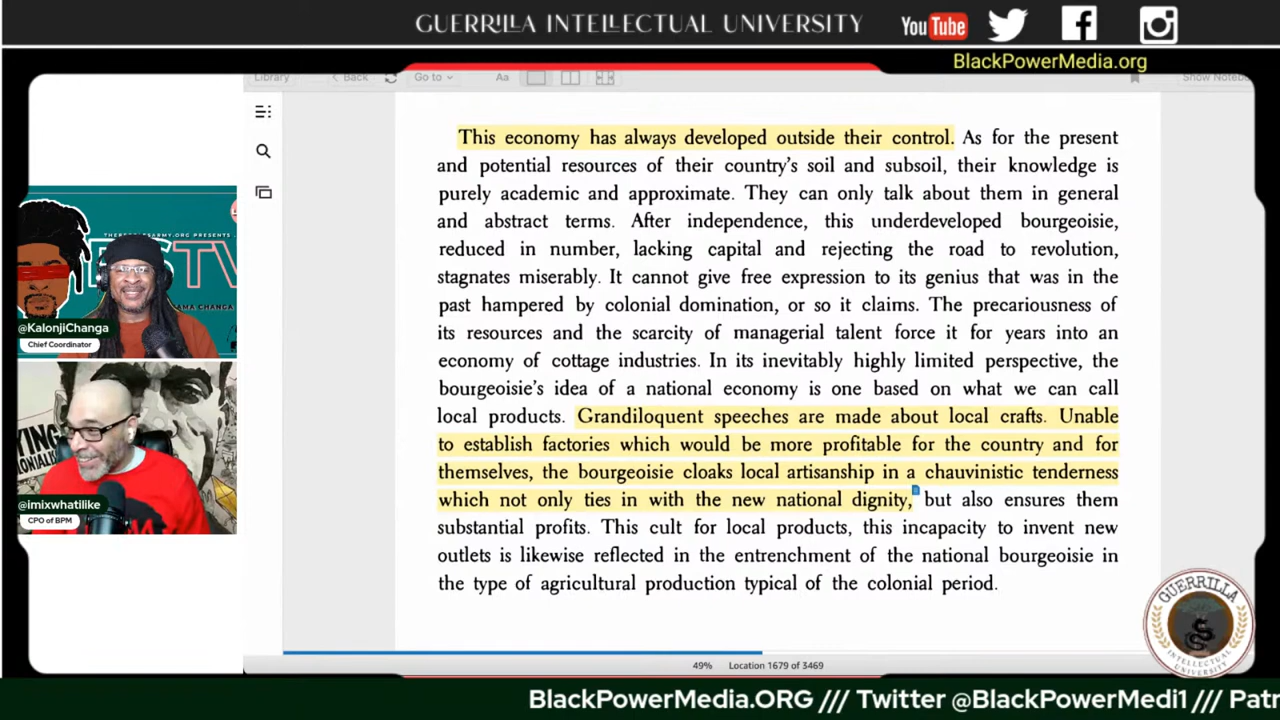 GUERRILLA INTELLECTUAL UNIVERSITY
You Tube
BlackPowerMedia.org
Library
Back
Go to
Aa
This economy has always developed outside their control. As for the present
and potential resources of their country's soil and subsoil, their knowledge is
purely academic and approximate. They can only talk about them in general
and abstract terms. After independence, this underdeveloped bourgeoisie,
reduced in number, lacking capital and rejecting the road to revolution,
stagnates miserably. It cannot give free expression to its genius that was in the
past hampered by colonial domination, or so it claims. The precariousness of
its resources and the scarcity of managerial talent force it for years into an
economy of cottage industries. In its inevitably highly limited perspective, the
bourgeoisie's idea of a national economy is one based on what we can call
local products. Grandiloquent speeches are made about local crafts. Unable
to establish factories which would be more profitable for the country and for
themselves, the bourgeoisie cloaks local artisanship in a chauvinistic tenderness
which not only ties in with the new national dignity, but also ensures them
substantial profits. This cult for local products, this incapacity to invent new
outlets is likewise reflected in the entrenchment of the national bourgeoisie in
the type of agricultural production typical of the colonial period.
49% Location 1679 of 3469
@KalonjiChanga
Chief Coordinator
@imixwhatilike
CPO of BPM
GUERRILLA
INTELLECTUAL
UNIVERSITY
BlackPowerMedia.ORG /// Twitter @BlackPowerMedi1 /// Patr